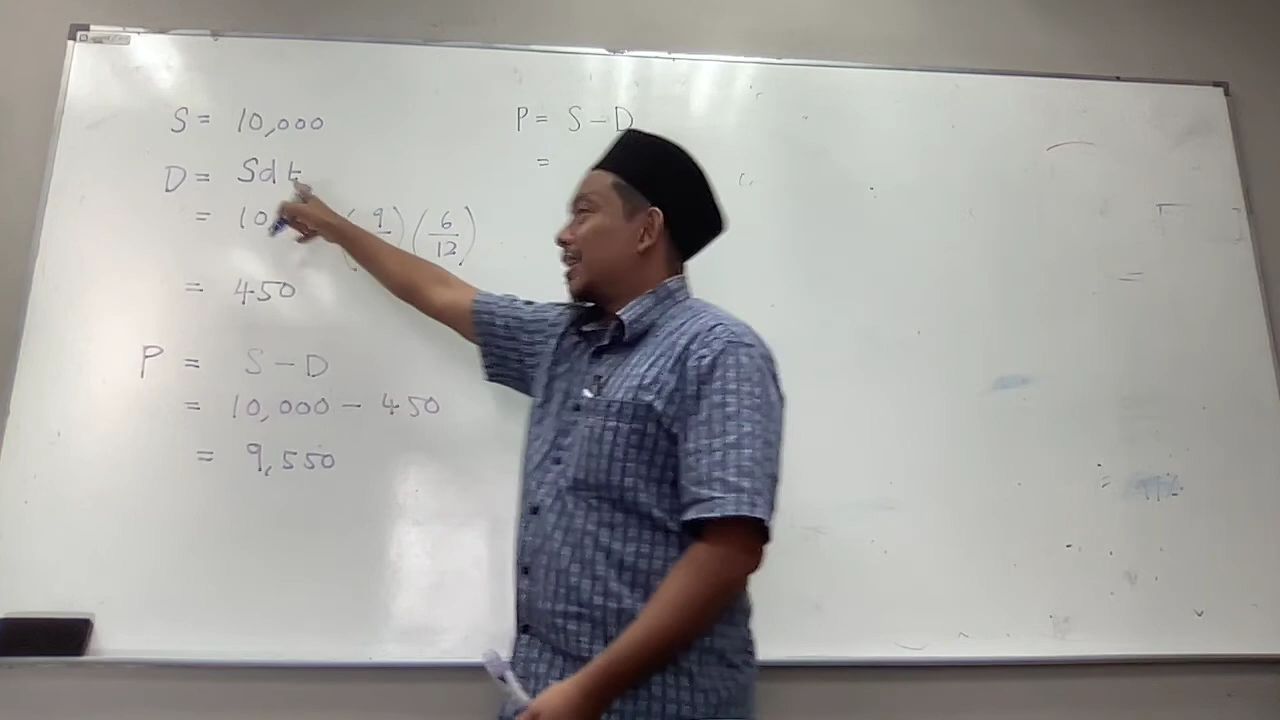 S = 10,000
D = Sdt
= 10, ( 9 ) ( 6/12 )
= 450
P = S - D
= 10,000 - 450
= 9,550
P = S - D
=